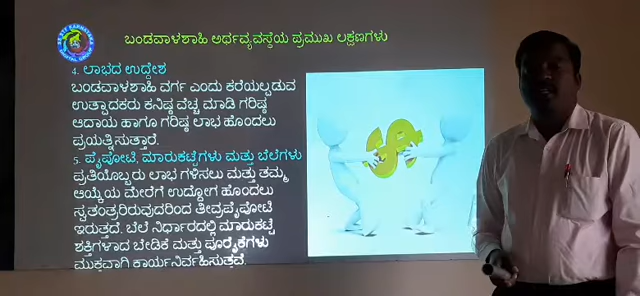 ಬಂಡವಾಳಶಾಹಿ ಅರ್ಥವ್ಯವಸ್ಥೆಯ ಪ್ರಮುಖ ಲಕ್ಷಣಗಳು
4. ಲಾಭದ ಉದ್ದೇಶ
ಬಂಡವಾಳಶಾಹಿ ವರ್ಗ ಎಂದು ಕರೆಯಲ್ಪಡುವ
ಉತ್ಪಾದಕರು ಕನಿಷ್ಟ ವೆಚ್ಚ ಮಾಡಿ ಗರಿಷ್ಠ
ಆದಾಯ ಹಾಗೂ ಗರಿಷ್ಠ ಲಾಭ ಹೊಂದಲು
ಪ್ರಯತ್ನಿಸುತ್ತಾರೆ.
5. ಪೈಪೋಟಿ, ಮಾರುಕಟ್ಟೆಗಳು ಮತ್ತು ಬೆಲೆಗಳು
ಪ್ರತಿಯೊಬ್ಬರು ಲಾಭ ಗಳಿಸಲು ಮತ್ತು ತಮ್ಮ
ಆಯ್ಕೆಯ ಮೇರೆಗೆ ಉದ್ಯೋಗ ಹೊಂದಲು
ಸ್ವತಂತ್ರರಿರುವುದರಿಂದ ತೀವ್ರಪೈಪೋಟಿ
ಇರುತ್ತದೆ. ಬೆಲೆ ನಿರ್ಧಾರದಲ್ಲಿ ಮಾರುಕಟ್ಟೆ
ಶಕ್ತಿಗಳಾದ ಬೇಡಿಕೆ ಮತ್ತು ಪೂರೈಕೆಗಳು
ಮುಕ್ತವಾಗಿ ಕಾರ್ಯನಿರ್ವಹಿಸುತ್ತವೆ.